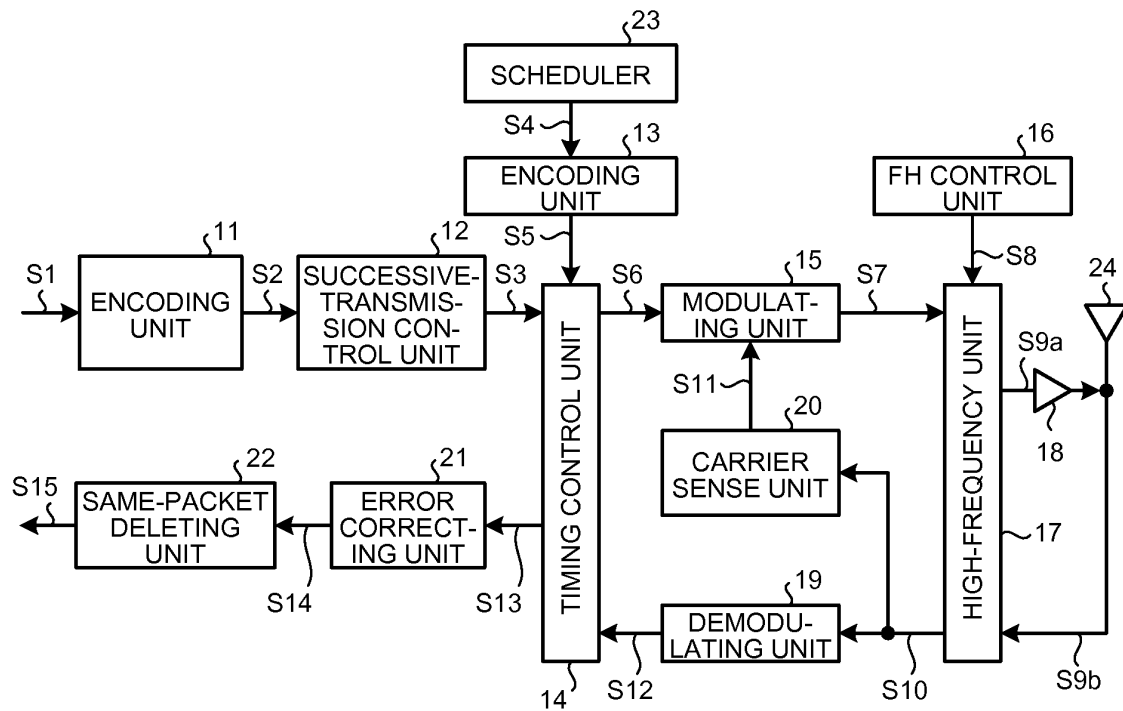 23
SCHEDULER
S4
13
ENCODING
UNIT
S5
16
FH CONTROL
UNIT
S8
11
S1
ENCODING
UNIT
S2
12
SUCCESSIVE-
TRANSMIS-
SION CON-
TROL UNIT
S3
S6
15
MODULAT-
ING UNIT
S7
24
S9a
18
S11
20
CARRIER
SENSE UNIT
TIMING CONTROL UNIT
14
HIGH-FREQUENCY UNIT
17
S15
22
SAME-PACKET
DELETING
UNIT
S14
21
ERROR
CORRECT-
ING UNIT
S13
19
DEMODU-
LATING UNIT
S12
S10
S9b